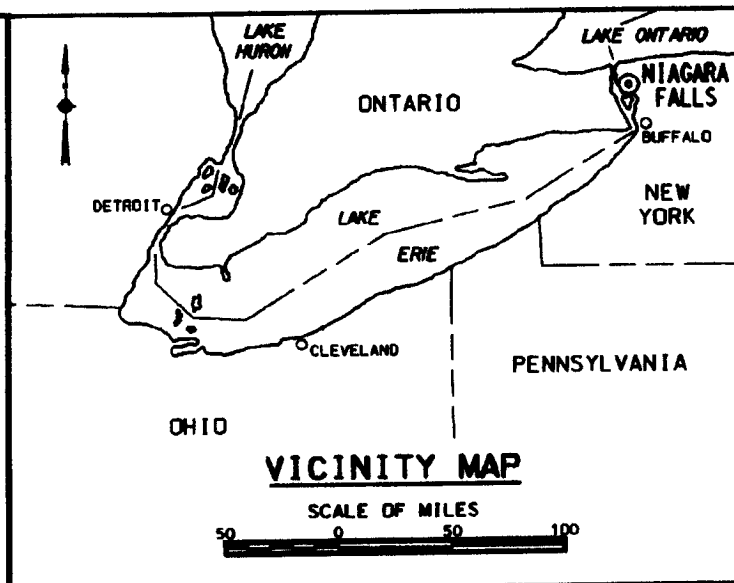 LAKE
HURON
LAKE ONTARIO
NIAGARA
FALLS
ONTARIO
BUFFALO
DETROIT
NEW
YORK
LAKE
ERIE
CLEVELAND
PENNSYLVANIA
OHIO
VICINITY MAP
SCALE OF MILES
50 0 50 100